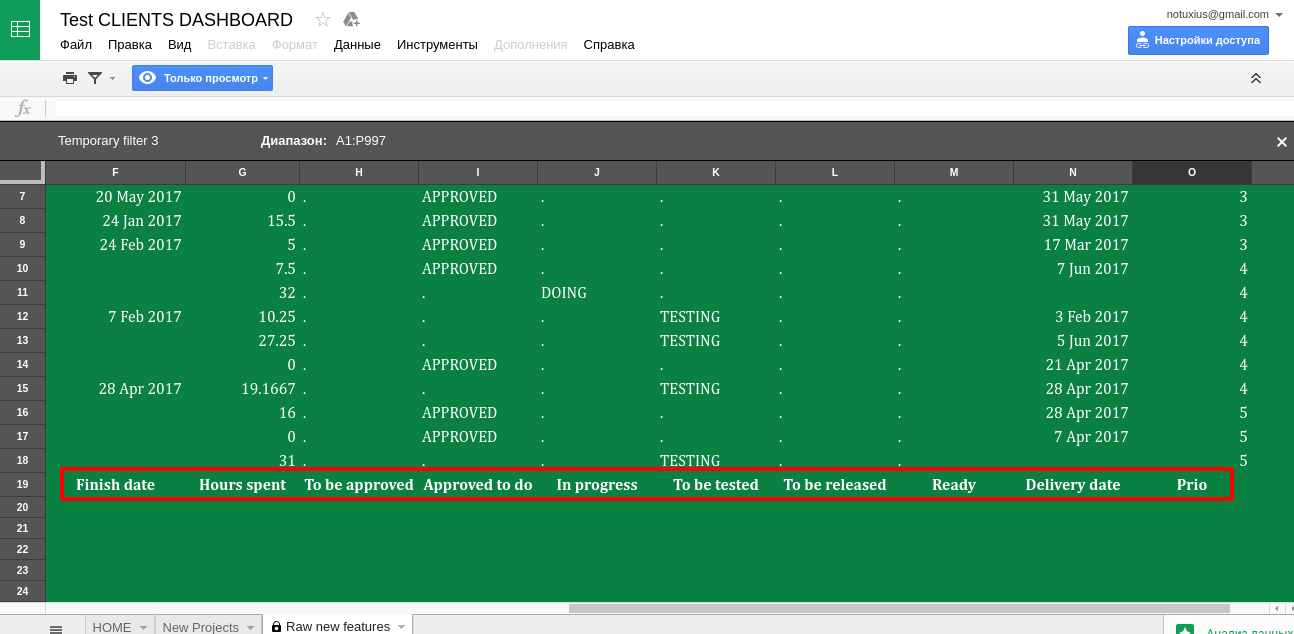 Test CLIENTS DASHBOARD
notuxius@gmail.com
Файл Правка Вид Вставка Формат Данные Инструменты Дополнения Справка
Настройки доступа
Только просмотр
fx
Temporary filter 3 Диапазон: A1:P997
F G H I J K L M N O
7 20 May 2017 0 . APPROVED . . . . 31 May 2017 3
8 24 Jan 2017 15.5 . APPROVED . . . . 31 May 2017 3
9 24 Feb 2017 5 . APPROVED . . . . 17 Mar 2017 3
10 7.5 . APPROVED . . . . 7 Jun 2017 4
11 32 . . DOING . . . 4
12 7 Feb 2017 10.25 . . . TESTING . . 3 Feb 2017 4
13 27.25 . . . TESTING . . 5 Jun 2017 4
14 0 . APPROVED . . . . 21 Apr 2017 4
15 28 Apr 2017 19.1667 . . . TESTING . . 28 Apr 2017 4
16 16 . APPROVED . . . . 28 Apr 2017 5
17 0 . APPROVED . . . . 7 Apr 2017 5
18 31 . . . TESTING . . 5
19 Finish date Hours spent To be approved Approved to do In progress To be tested To be released Ready Delivery date Prio
20
21
22
23
24
HOME New Projects Raw new features Анализ данных